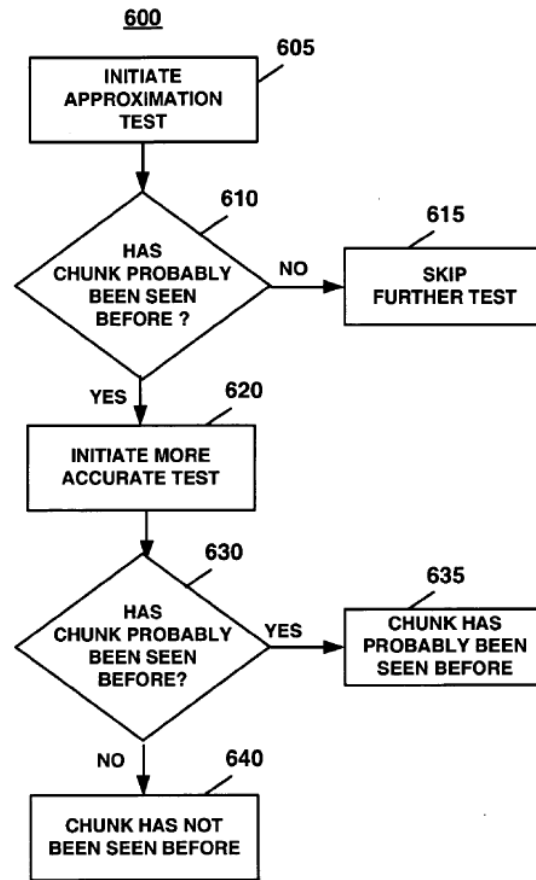 600
605
INITIATE
APPROXIMATION
TEST
610
HAS
CHUNK PROBABLY
BEEN SEEN
BEFORE ?
NO
615
SKIP
FURTHER TEST
YES
620
INITIATE MORE
ACCURATE TEST
630
HAS
CHUNK PROBABLY
BEEN SEEN
BEFORE?
YES
635
CHUNK HAS
PROBABLY BEEN
SEEN BEFORE
NO
640
CHUNK HAS NOT
BEEN SEEN BEFORE